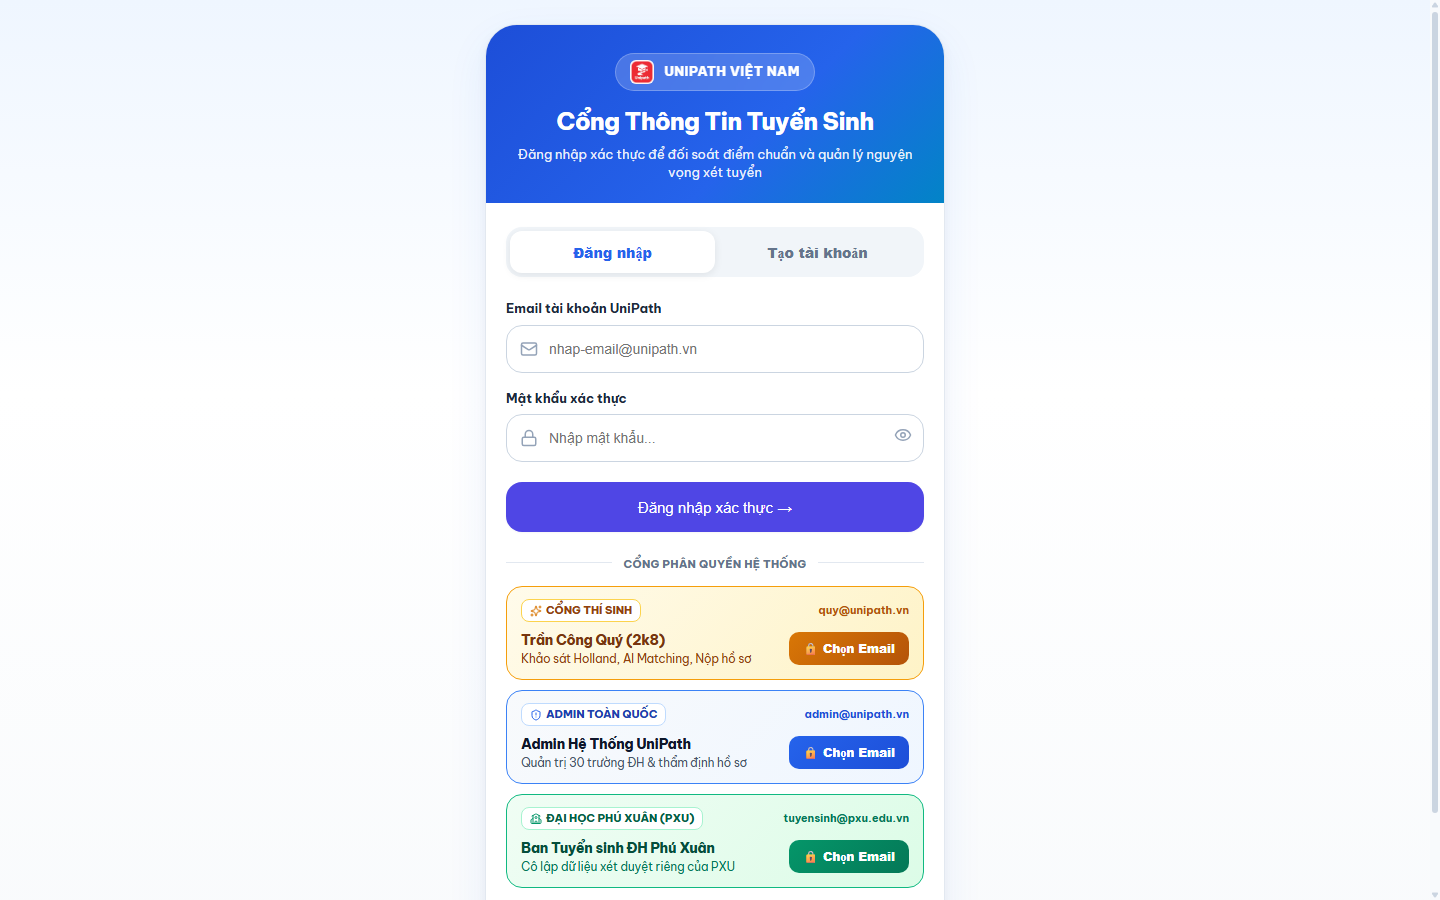 UNIPATH VIỆT NAM
Cổng Thông Tin Tuyển Sinh
Đăng nhập xác thực để đối soát điểm chuẩn và quản lý nguyện
vọng xét tuyển
Đăng nhập
Tạo tài khoản
Email tài khoản UniPath
nhap-email@unipath.vn
Mật khẩu xác thực
Nhập mật khẩu...
Đăng nhập xác thực →
CỔNG PHÂN QUYỀN HỆ THỐNG
CỔNG THÍ SINH
quy@unipath.vn
Trần Công Quý (2k8)
Khảo sát Holland, AI Matching, Nộp hồ sơ
Chọn Email
ADMIN TOÀN QUỐC
admin@unipath.vn
Admin Hệ Thống UniPath
Quản trị 30 trường ĐH & thẩm định hồ sơ
Chọn Email
ĐẠI HỌC PHÚ XUÂN (PXU)
tuyensinh@pxu.edu.vn
Ban Tuyển sinh ĐH Phú Xuân
Cô lập dữ liệu xét duyệt riêng của PXU
Chọn Email